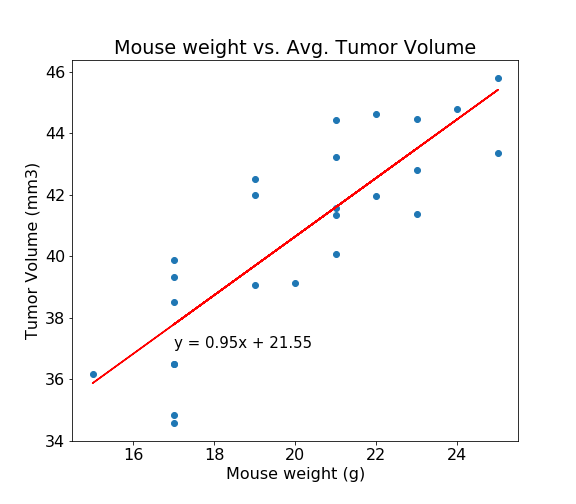 Mouse weight vs. Avg. Tumor Volume
46
44
42
40
38
36
34
Tumor Volume (mm3)
y = 0.95x + 21.55
16 18 20 22 24
Mouse weight (g)